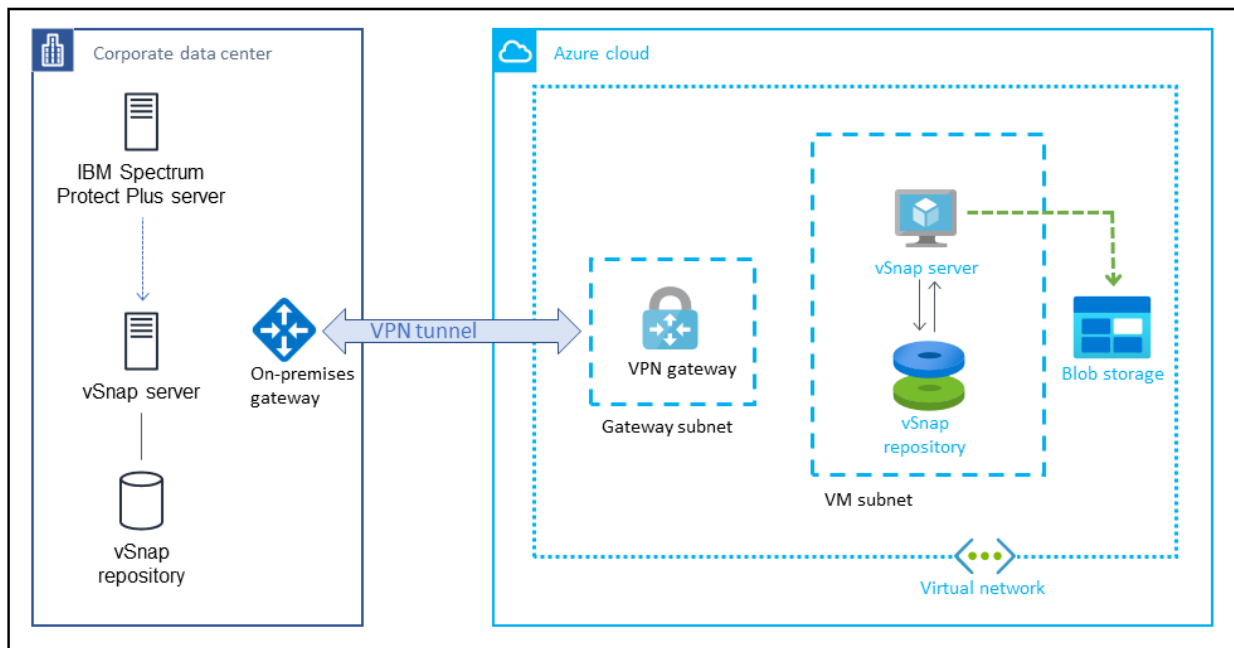 Corporate data center
IBM Spectrum
Protect Plus server
vSnap server
vSnap
repository
On-premises
gateway
VPN tunnel
Azure cloud
VPN gateway
Gateway subnet
vSnap server
vSnap
repository
VM subnet
Blob storage
Virtual network